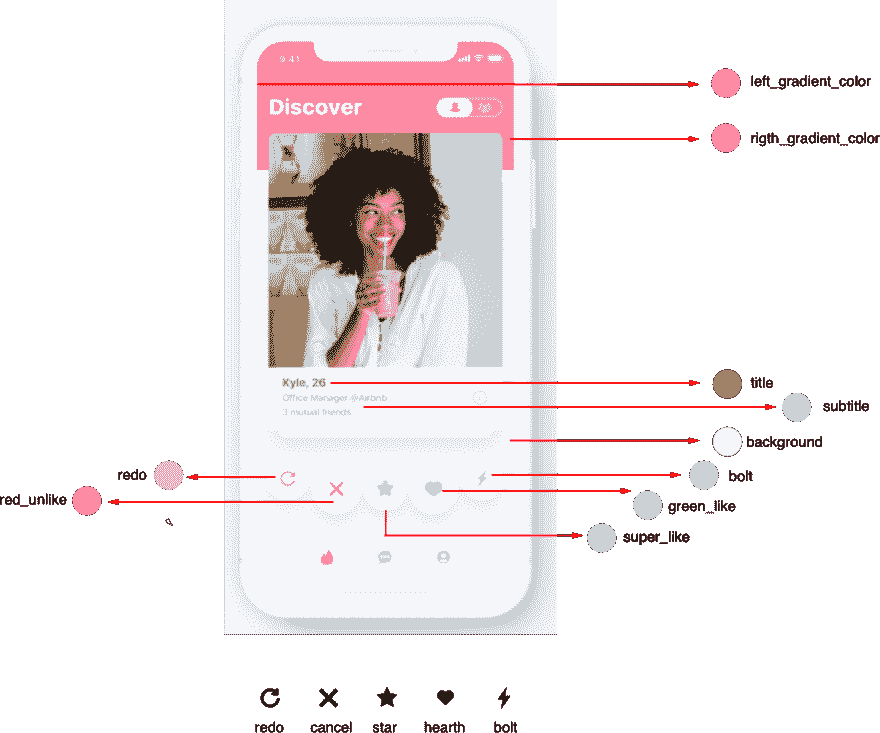 9:41
left_gradient_color
Discover
rigth_gradient_color
Kyle, 26
title
Office Manager @Airbnb
subtitle
3 mutual friends
background
redo
bolt
red_unlike
green_like
super_like
redo cancel star hearth bolt